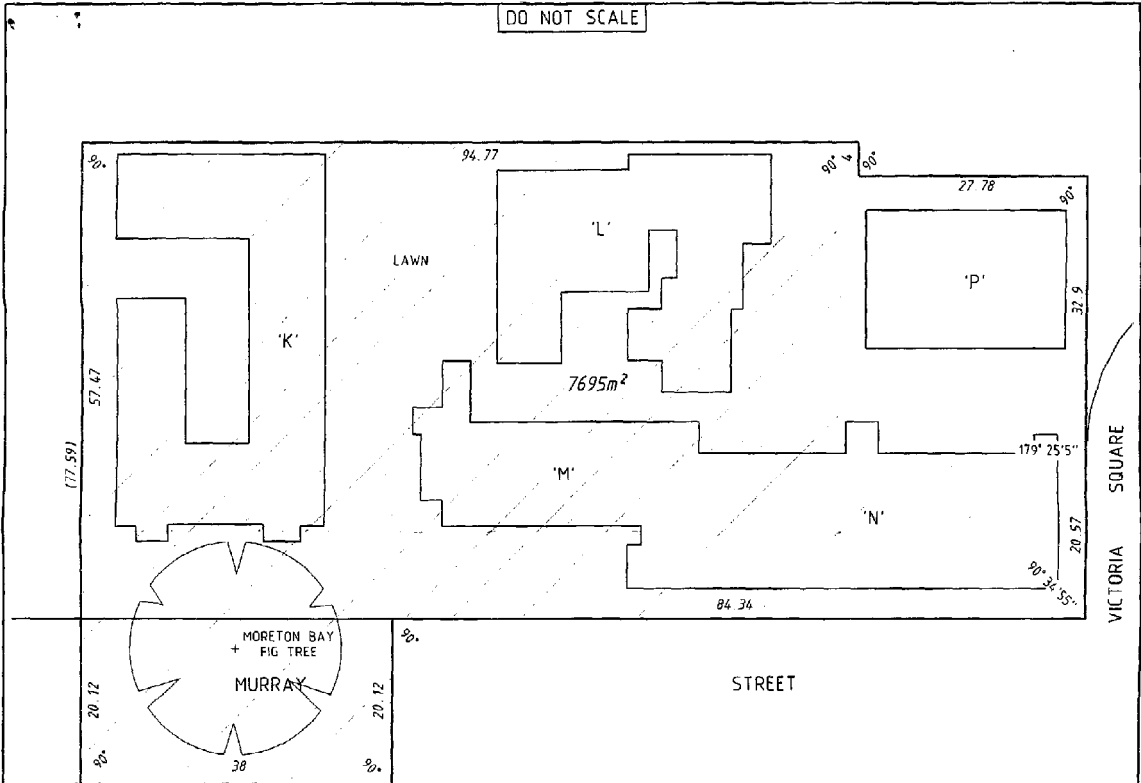 DO NOT SCALE
90°
94.77
90°
4
90°
27.78
90°
'L'
LAWN
'P'
32.9
'K'
57.47
(77.59)
7695m²
179° 25'5"
'M'
'N'
20.57
VICTORIA SQUARE
90° 34'55"
84.34
MORETON BAY
FIG TREE
90°
MURRAY
STREET
20.12
20.12
90°
38
90°